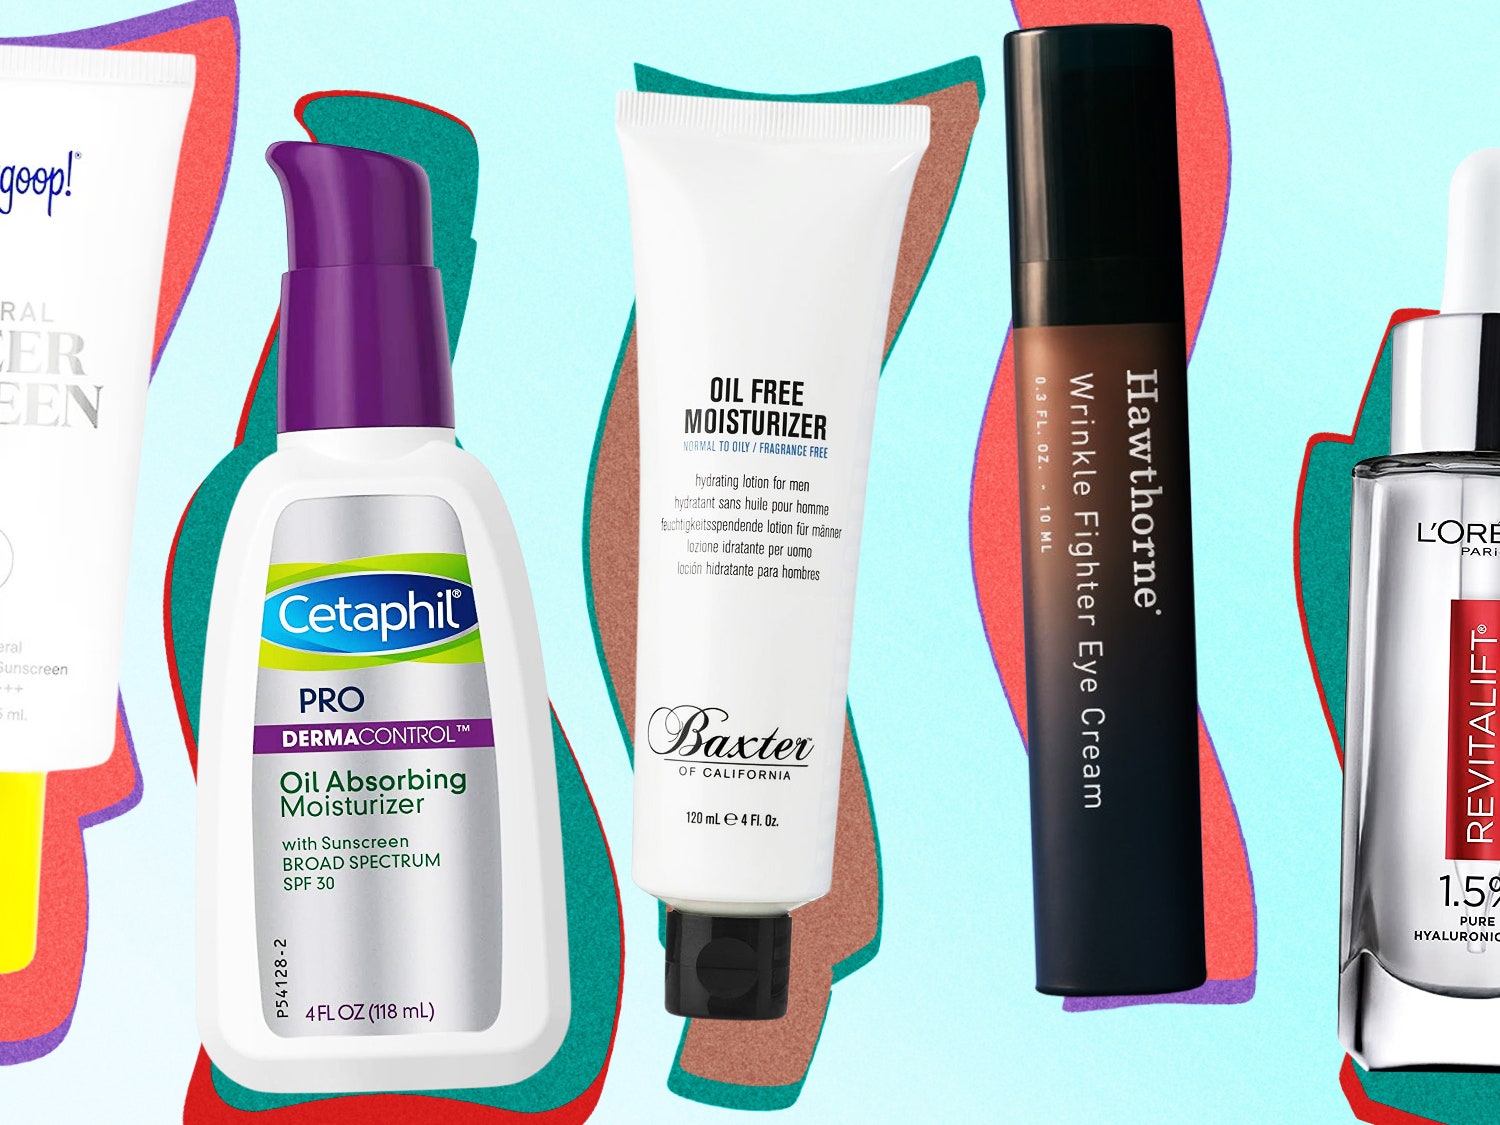 goop!®
RAL
EER
EEN
eral
Sunscreen
+++
5 ml.
Cetaphil®
PRO
DERMACONTROL™
Oil Absorbing
Moisturizer
with Sunscreen
BROAD SPECTRUM
SPF 30
P54128-2
4 FL OZ (118 mL)
OIL FREE
MOISTURIZER
NORMAL TO OILY / FRAGRANCE FREE
hydrating lotion for men
hydratant sans huile pour homme
feuchtigkeitsspendende lotion für männer
lozione idratante per uomo
loción hidratante para hombres
Baxter™
OF CALIFORNIA
120 mL e 4 Fl. Oz.
Hawthorne®
Wrinkle Fighter Eye Cream
0.3 FL. OZ. - 10 ML
L'ORÉ
PARI
REVITALIFT®
1.5%
PURE
HYALURONIC